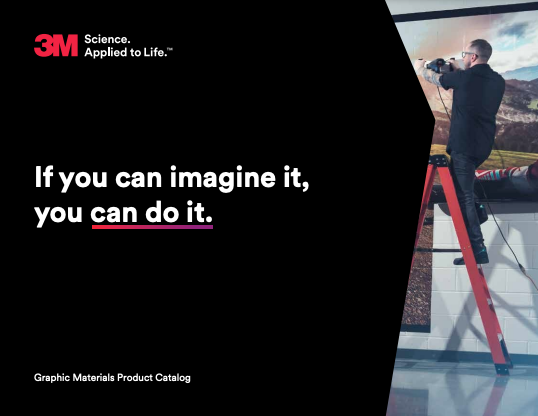 3M Science.
Applied to Life.™
If you can imagine it,
you can do it.
Graphic Materials Product Catalog